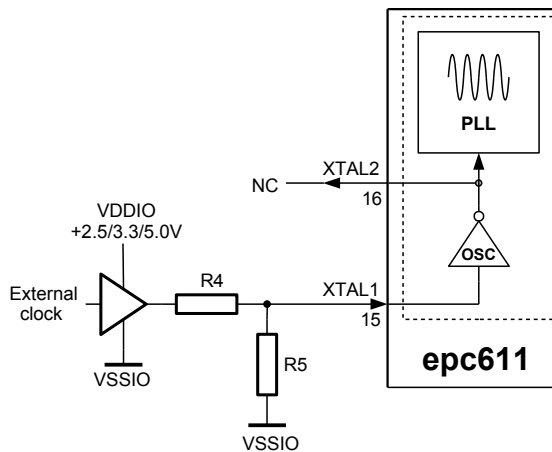 PLL
XTAL2
NC
16
VDDIO
+2.5/3.3/5.0V
OSC
External
clock
R4
XTAL1
15
R5
VSSIO
epc611
VSSIO